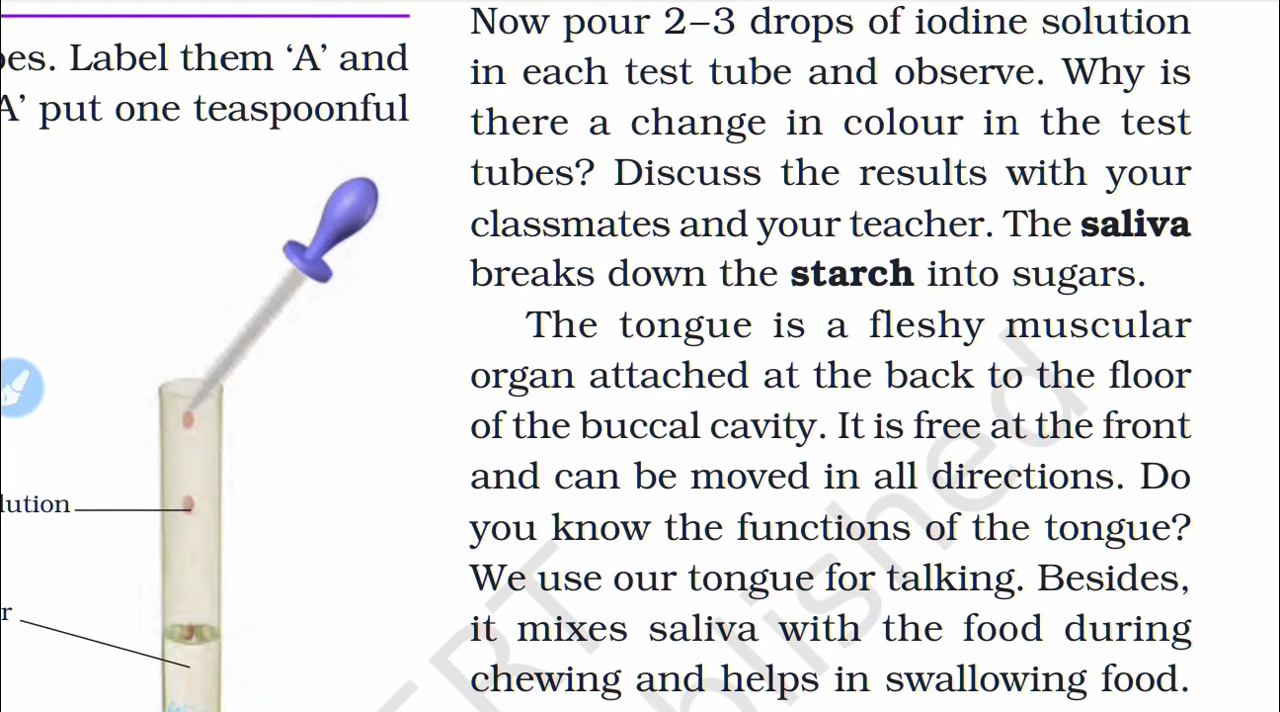 es. Label them ‘A’ and
A’ put one teaspoonful
lution
r
Now pour 2–3 drops of iodine solution
in each test tube and observe. Why is
there a change in colour in the test
tubes? Discuss the results with your
classmates and your teacher. The saliva
breaks down the starch into sugars.
The tongue is a fleshy muscular
organ attached at the back to the floor
of the buccal cavity. It is free at the front
and can be moved in all directions. Do
you know the functions of the tongue?
We use our tongue for talking. Besides,
it mixes saliva with the food during
chewing and helps in swallowing food.
ERT
blished